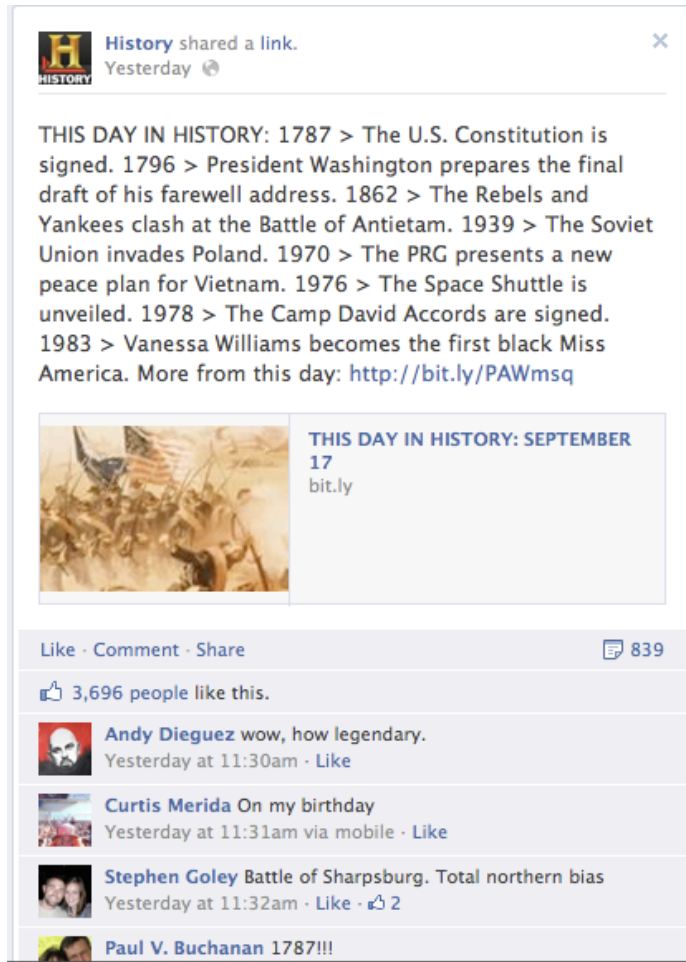 H
HISTORY
History shared a link.
Yesterday
THIS DAY IN HISTORY: 1787 > The U.S. Constitution is
signed. 1796 > President Washington prepares the final
draft of his farewell address. 1862 > The Rebels and
Yankees clash at the Battle of Antietam. 1939 > The Soviet
Union invades Poland. 1970 > The PRG presents a new
peace plan for Vietnam. 1976 > The Space Shuttle is
unveiled. 1978 > The Camp David Accords are signed.
1983 > Vanessa Williams becomes the first black Miss
America. More from this day: http://bit.ly/PAWmsq
THIS DAY IN HISTORY: SEPTEMBER
17
bit.ly
Like · Comment · Share 839
3,696 people like this.
Andy Dieguez wow, how legendary.
Yesterday at 11:30am · Like
Curtis Merida On my birthday
Yesterday at 11:31am via mobile · Like
Stephen Goley Battle of Sharpsburg. Total northern bias
Yesterday at 11:32am · Like · 2
Paul V. Buchanan 1787!!!